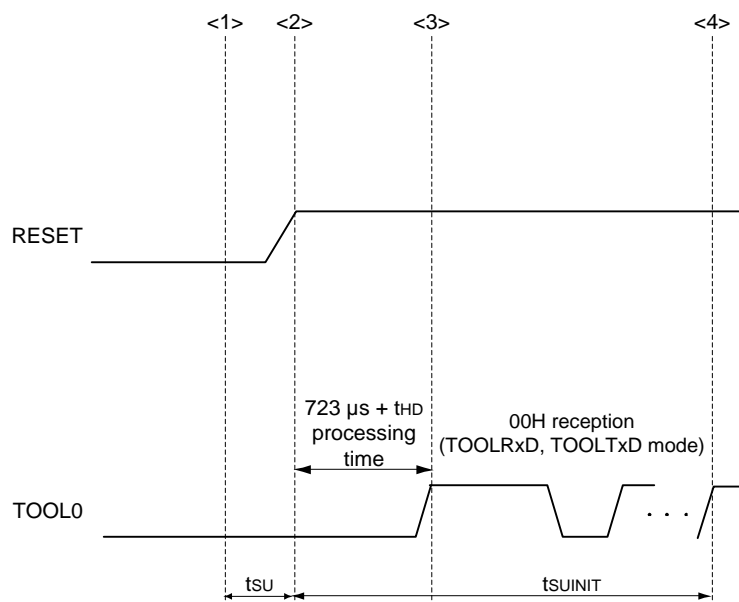 <1> <2> <3> <4>
RESET
723 µs + tHD
processing
time
00H reception
(TOOLRxD, TOOLTxD mode)
TOOL0
. . .
tSU tSUINIT